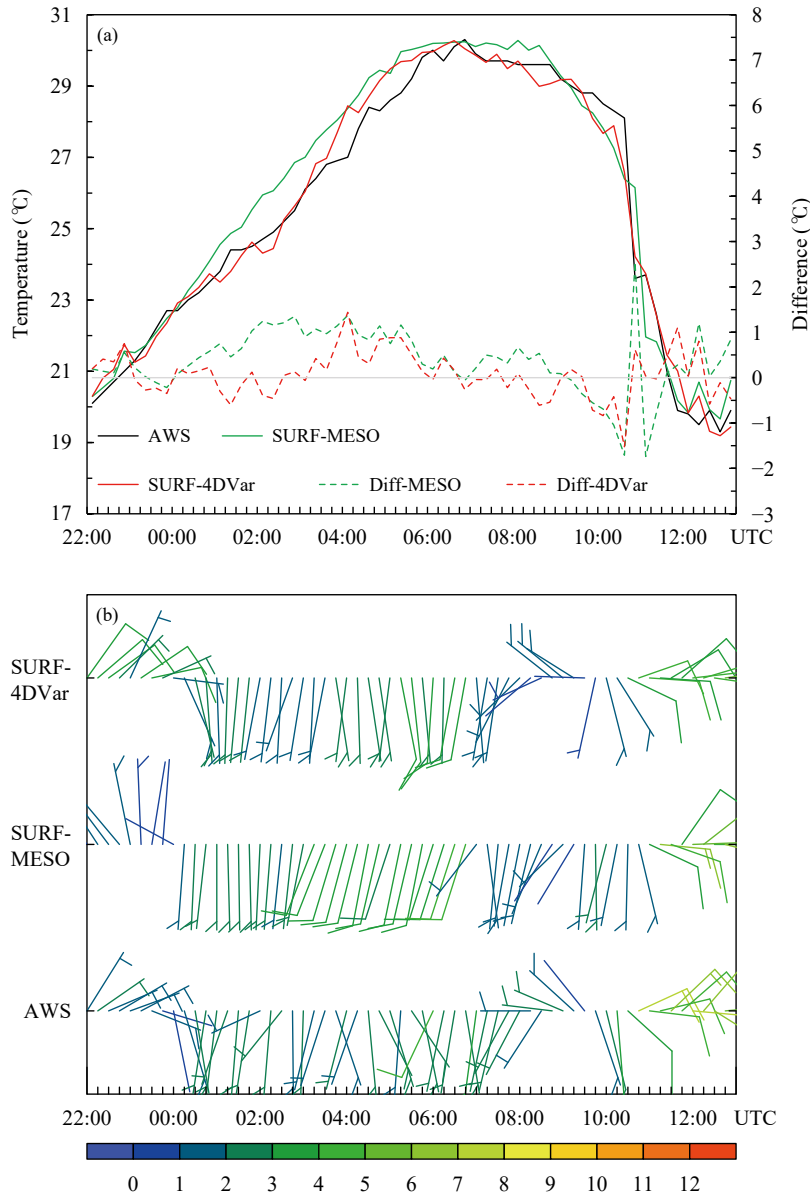 31
29
27
25
23
21
19
17
8
7
6
5
4
3
2
1
0
−1
−2
−3
(a)
Temperature (℃)
Difference (℃)
AWS
SURF-MESO
SURF-4DVar
Diff-MESO
Diff-4DVar
22:00 00:00 02:00 04:00 06:00 08:00 10:00 12:00 UTC
(b)
SURF-
4DVar
SURF-
MESO
AWS
22:00 00:00 02:00 04:00 06:00 08:00 10:00 12:00 UTC
0 1 2 3 4 5 6 7 8 9 10 11 12